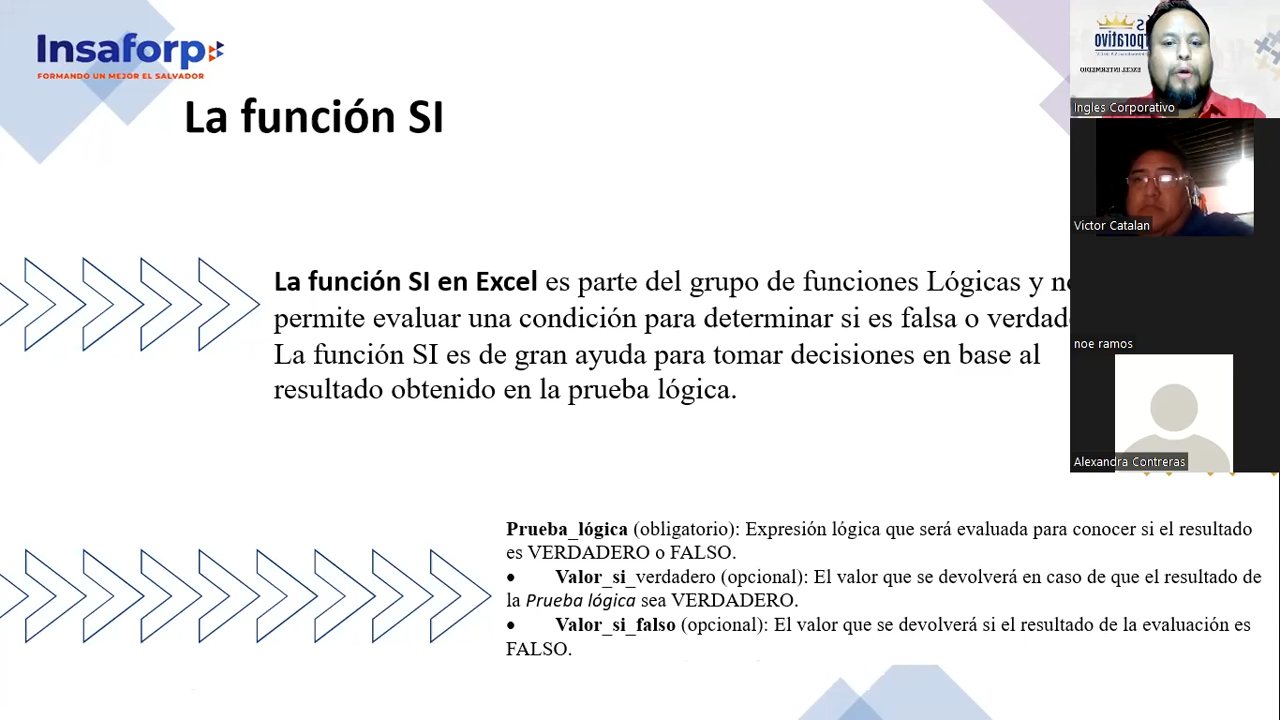 Insaforp
FORMANDO UN MEJOR EL SALVADOR
La función SI
La función SI en Excel es parte del grupo de funciones Lógicas y
permite evaluar una condición para determinar si es falsa o
La función SI es de gran ayuda para tomar decisiones en base al
resultado obtenido en la prueba lógica.
Prueba_lógica (obligatorio): Expresión lógica que será evaluada para conocer si el resultado
es VERDADERO o FALSO.
• Valor_si_verdadero (opcional): El valor que se devolverá en caso de que el resultado de
la Prueba lógica sea VERDADERO.
• Valor_si_falso (opcional): El valor que se devolverá si el resultado de la evaluación es
FALSO.
EXCEL INTERMEDIO
Ingles Corporativo
Victor Catalan
noe ramos
Alexandra Contreras